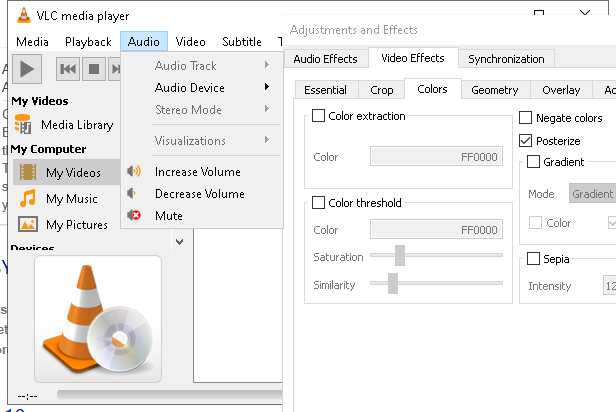 VLC media player
Media Playback Audio Video Subtitle
Audio Track
Audio Device
Stereo Mode
Visualizations
Increase Volume
Decrease Volume
Mute
My Videos
Media Library
My Computer
My Videos
My Music
My Pictures
Devices
--:--
Adjustments and Effects
Audio Effects Video Effects Synchronization
Essential Crop Colors Geometry Overlay
Color extraction
Color FF0000
Color threshold
Color FF0000
Saturation
Similarity
Negate colors
Posterize
Gradient
Mode Gradient
Color
Sepia
Intensity 12